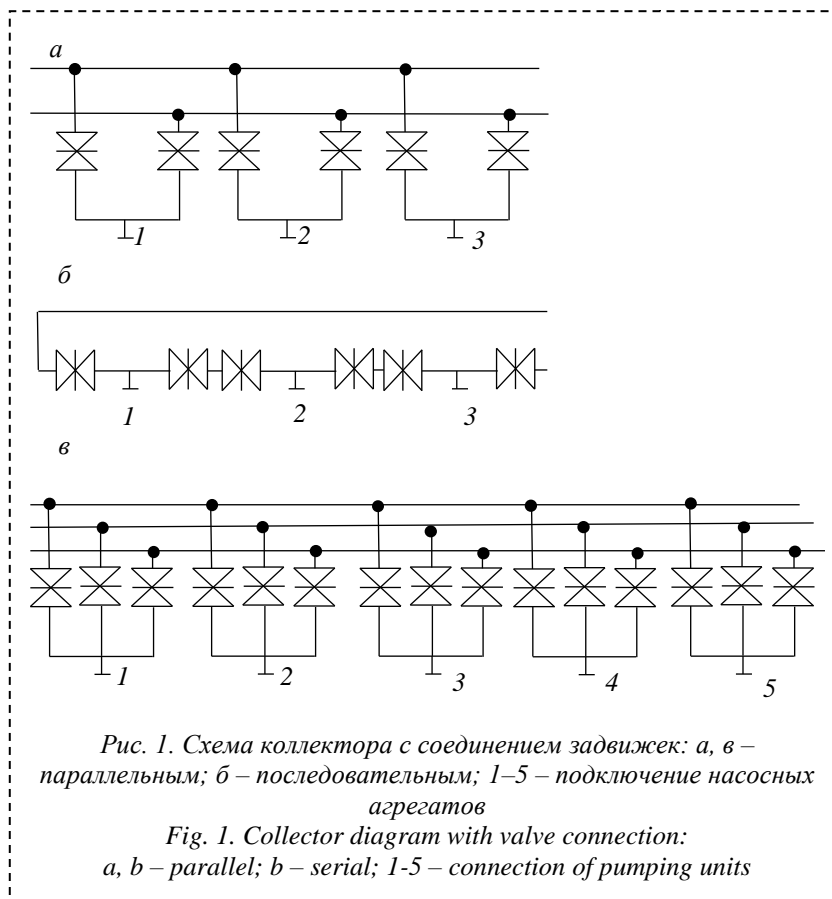 а
1 2 3
б
1 2 3
в
1 2 3 4 5
Рис. 1. Схема коллектора с соединением задвижек: а, в –
параллельным; б – последовательным; 1–5 – подключение насосных
агрегатов
Fig. 1. Collector diagram with valve connection:
a, b – parallel; b – serial; 1-5 – connection of pumping units